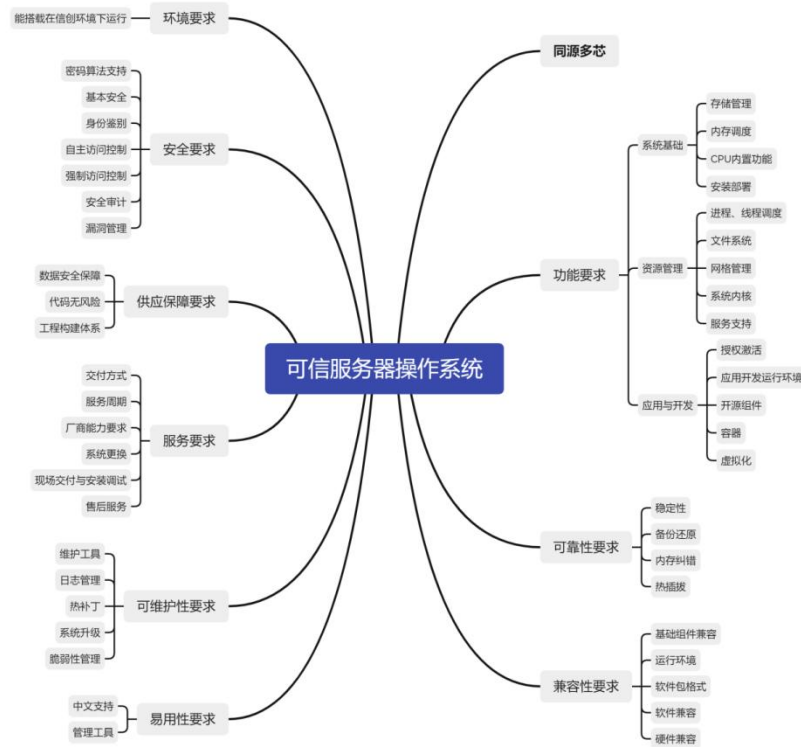 可信服务器操作系统
同源多芯
功能要求
系统基础
存储管理
内存调度
CPU内置功能
安装部署
资源管理
进程、线程调度
文件系统
网格管理
系统内核
服务支持
应用与开发
授权激活
应用开发运行环境
开源组件
容器
虚拟化
可靠性要求
稳定性
备份还原
内存纠错
热插拔
兼容性要求
基础组件兼容
运行环境
软件包格式
软件兼容
硬件兼容
环境要求
能搭载在信创环境下运行
安全要求
密码算法支持
基本安全
身份鉴别
自主访问控制
强制访问控制
安全审计
漏洞管理
供应保障要求
数据安全保障
代码无风险
工程构建体系
服务要求
交付方式
服务周期
厂商能力要求
系统更换
现场交付与安装调试
售后服务
可维护性要求
维护工具
日志管理
热补丁
系统升级
脆弱性管理
易用性要求
中文支持
管理工具